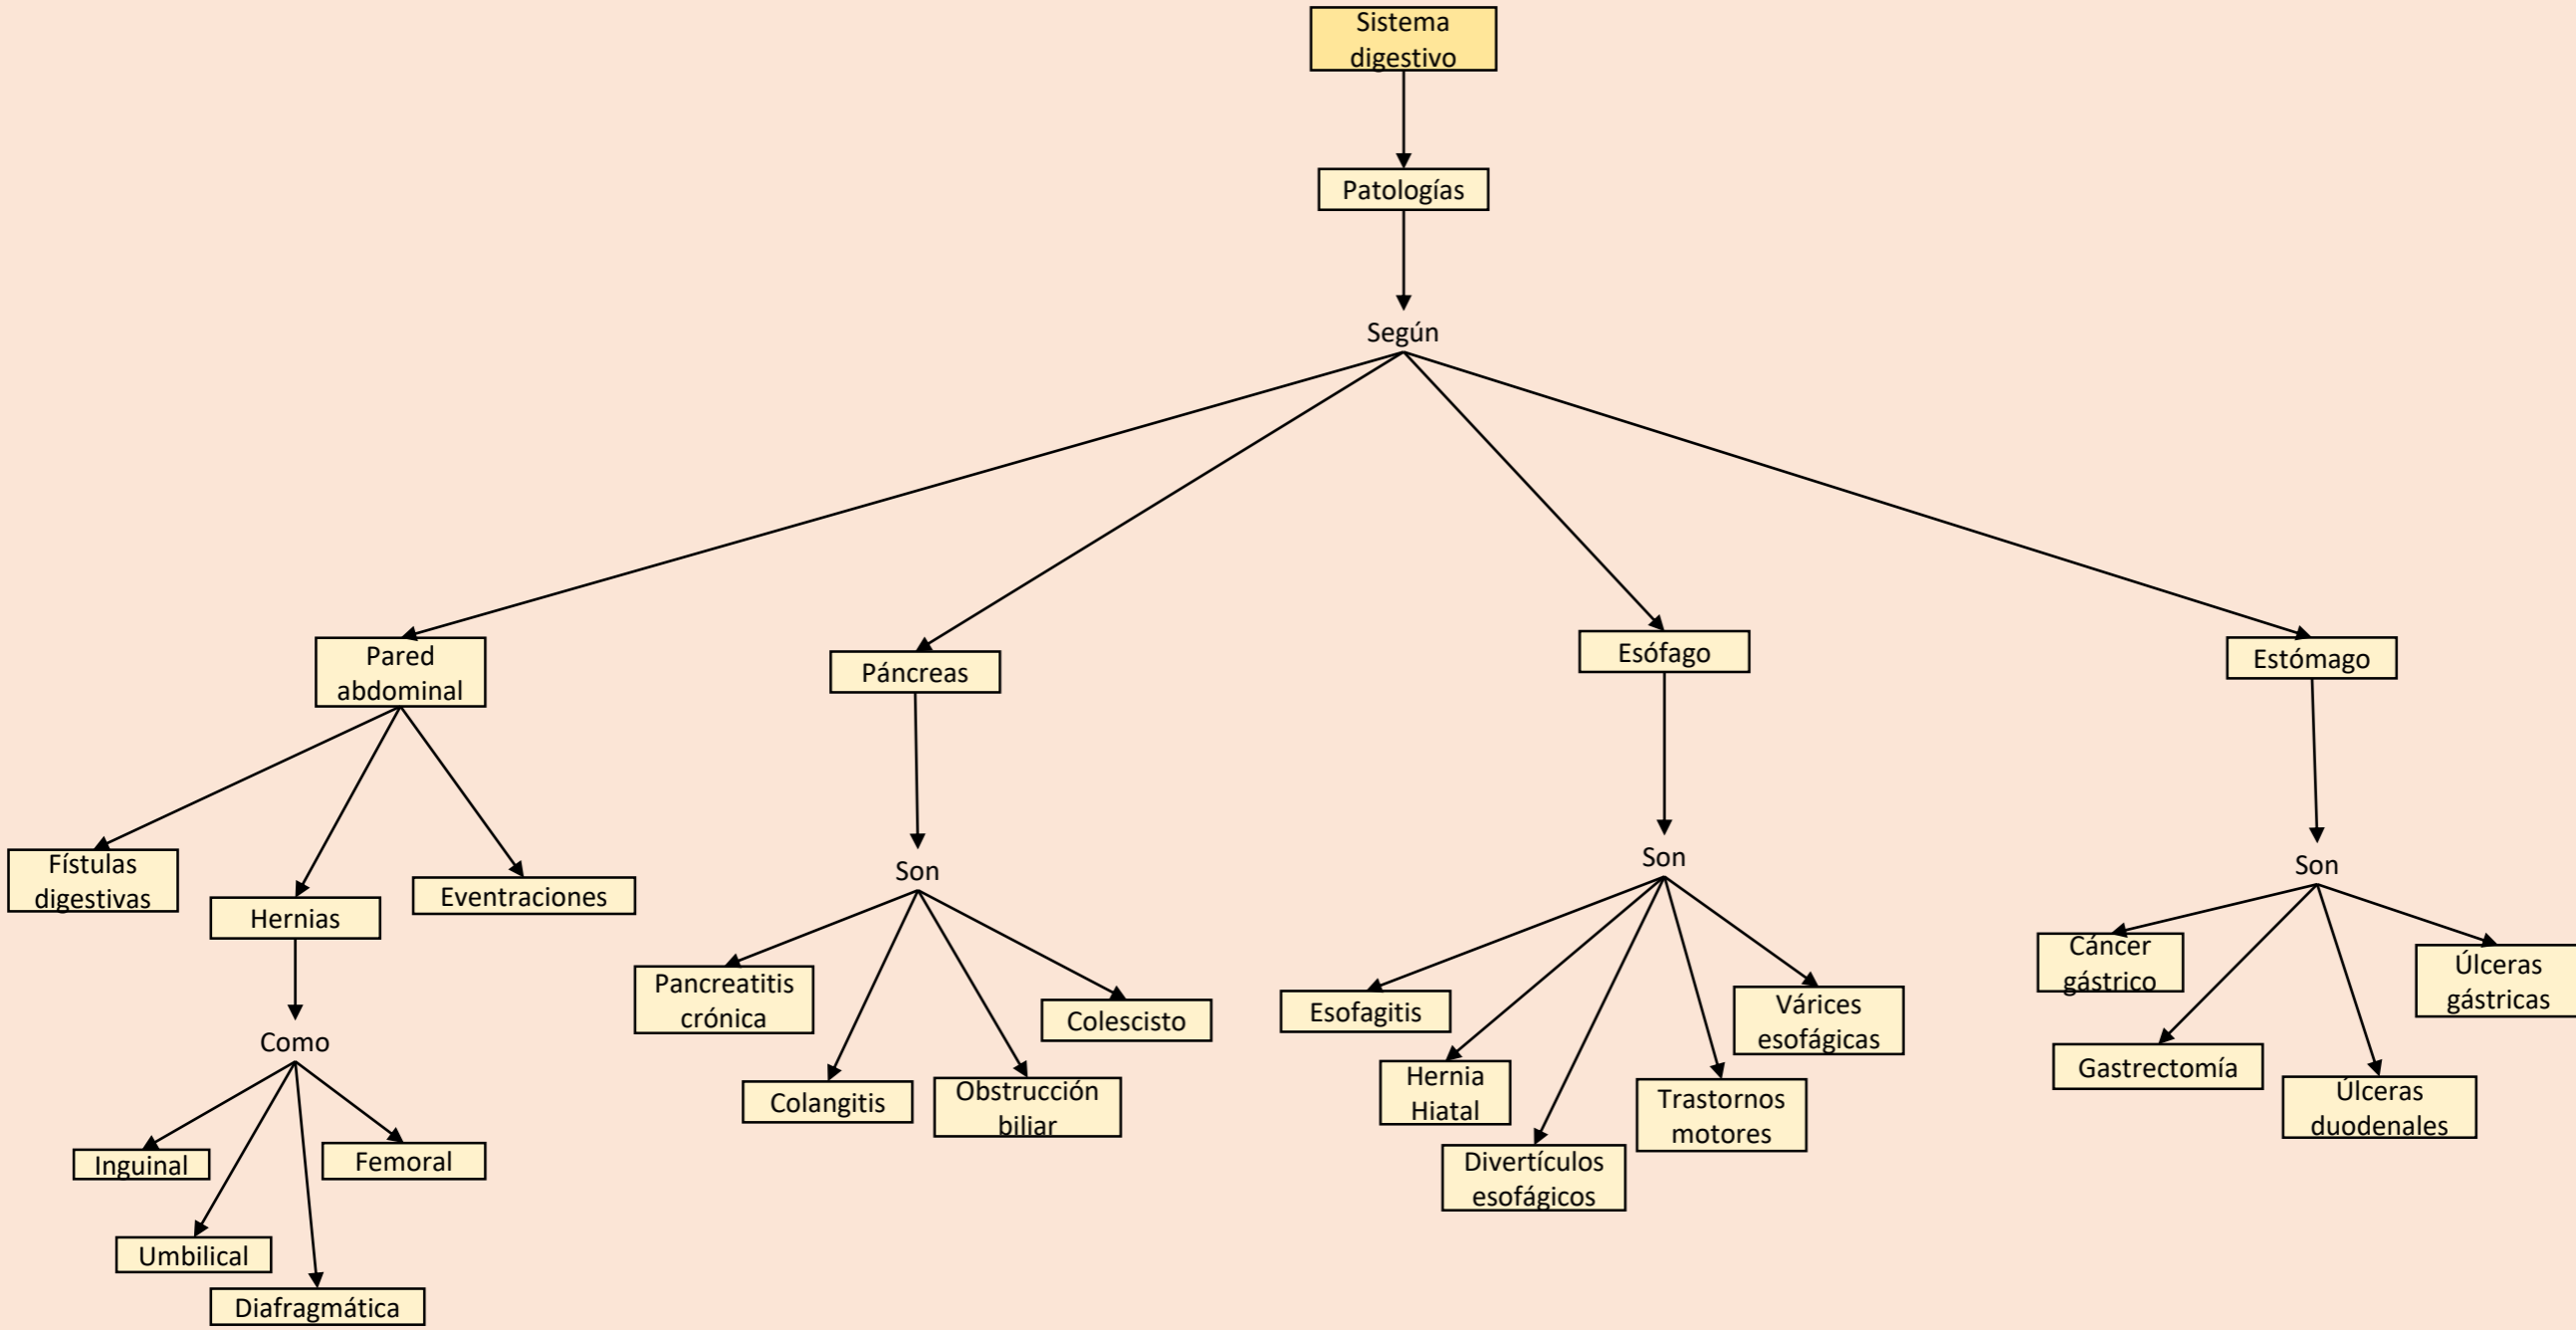 Sistema
digestivo
Patologías
Según
Pared
abdominal
Páncreas
Esófago
Estómago
Fístulas
digestivas
Hernias
Eventraciones
Como
Inguinal
Umbilical
Diafragmática
Femoral
Son
Pancreatitis
crónica
Colangitis
Obstrucción
biliar
Colescisto
Son
Esofagitis
Hernia
Hiatal
Divertículos
esofágicos
Trastornos
motores
Várices
esofágicas
Son
Cáncer
gástrico
Gastrectomía
Úlceras
duodenales
Úlceras
gástricas